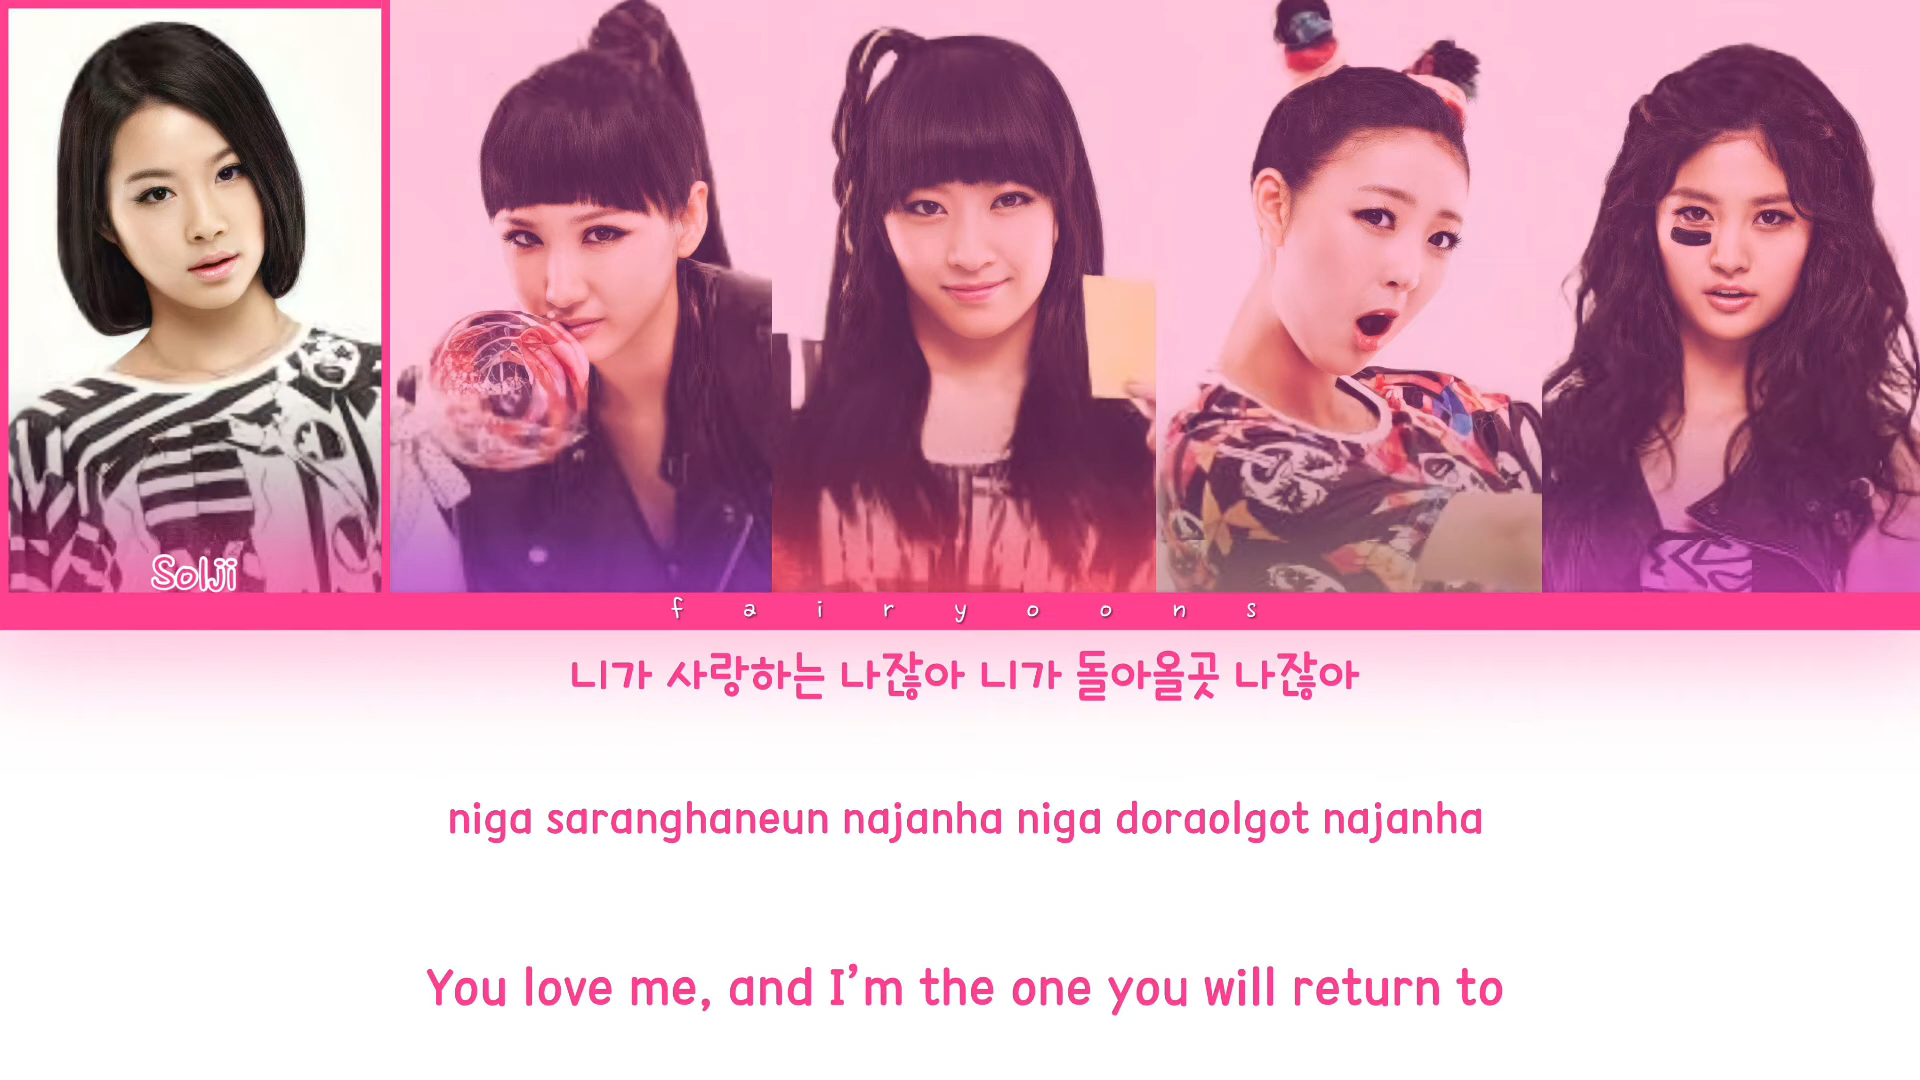 Solji
fairyoons
니가 사랑하는 나잖아 니가 돌아올곳 나잖아
niga saranghaneun najanha niga doraolgot najanha
You love me, and I'm the one you will return to